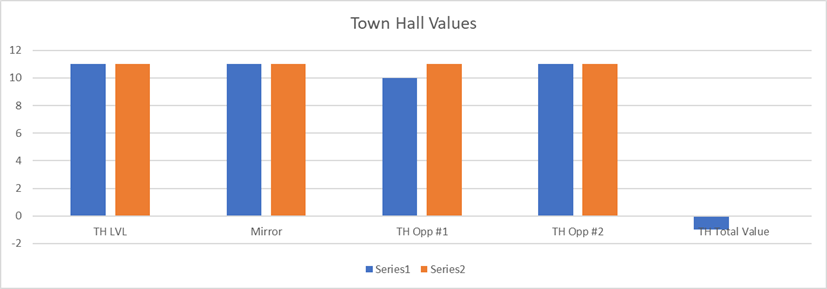 Town Hall Values
12
10
8
6
4
2
0
-2
TH LVL Mirror TH Opp #1 TH Opp #2 TH Total Value
Series1 Series2